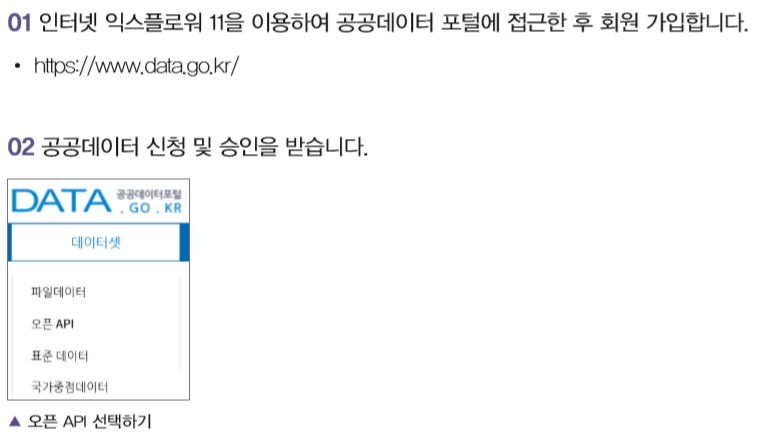 01 인터넷 익스플로워 11을 이용하여 공공데이터 포털에 접근한 후 회원 가입합니다.
• https://www.data.go.kr/
02 공공데이터 신청 및 승인을 받습니다.
DATA 공공데이터포털
.GO.KR
데이터셋
파일데이터
오픈 API
표준 데이터
국가중점데이터
▲ 오픈 API 선택하기